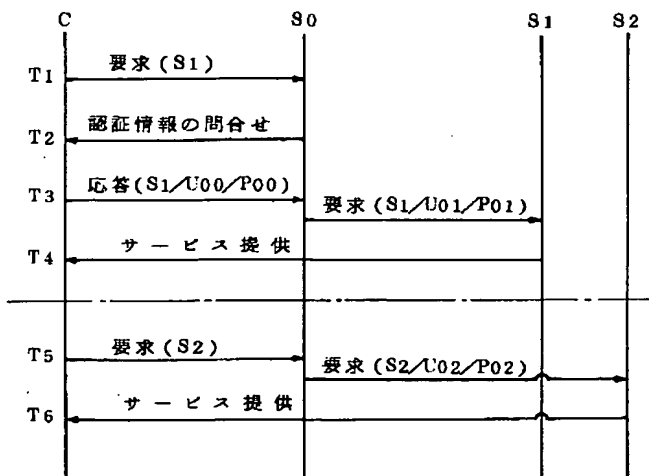 C S0 S1 S2
T1 要求(S1)
T2 認証情報の問合せ
T3 応答(S1/U00/P00)
要求(S1/U01/P01)
T4 サービス提供
T5 要求(S2)
要求(S2/U02/P02)
T6 サービス提供